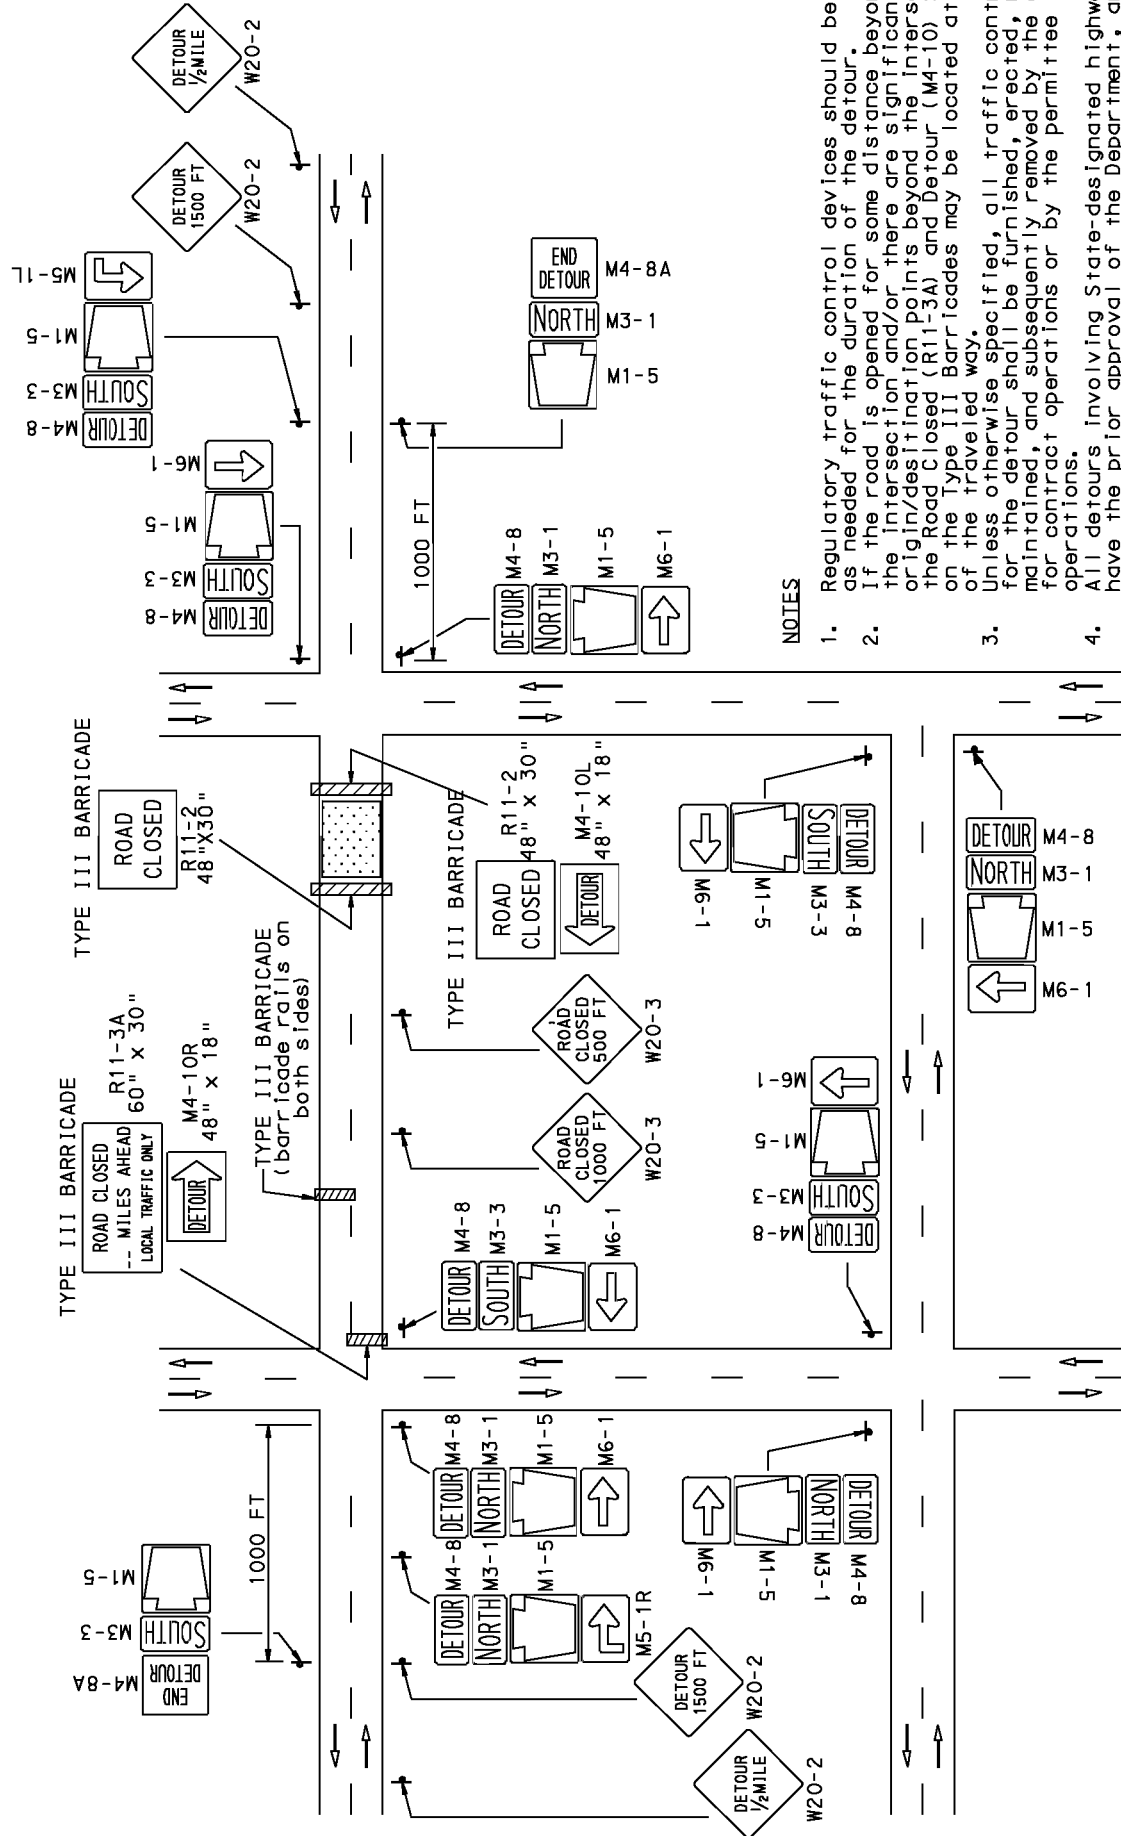 DETOUR
½MILE
W20-2
DETOUR
1500 FT
W20-2
M5-1L
M1-5
SOUTH M3-3
DETOUR M4-8
M6-1
M1-5
SOUTH M3-3
DETOUR M4-8
END
DETOUR
M4-8A
NORTH M3-1
M1-5
1000 FT
DETOUR M4-8
NORTH M3-1
M1-5
M6-1
TYPE III BARRICADE
ROAD
CLOSED
R11-2
48"X30"
TYPE III BARRICADE
ROAD
CLOSED
R11-2
48" x 30"
DETOUR
M4-10L
48" x 18"
TYPE III BARRICADE
(barricade rails on
both sides)
TYPE III BARRICADE
ROAD CLOSED
-- MILES AHEAD
LOCAL TRAFFIC ONLY
R11-3A
60" x 30"
DETOUR
M4-10R
48" x 18"
ROAD
CLOSED
500 FT
W20-3
ROAD
CLOSED
1000 FT
W20-3
DETOUR M4-8
SOUTH M3-3
M1-5
M6-1
M6-1
M1-5
SOUTH M3-3
DETOUR M4-8
DETOUR M4-8
NORTH M3-1
M1-5
M6-1
M6-1
M1-5
SOUTH M3-3
DETOUR M4-8
M1-5
SOUTH M3-3
END
DETOUR
M4-8A
1000 FT
DETOUR M4-8
NORTH M3-1
M1-5
M6-1
DETOUR M4-8
NORTH M3-1
M1-5
M5-1R
M6-1
M1-5
NORTH M3-1
DETOUR M4-8
DETOUR
1500 FT
W20-2
DETOUR
½MILE
W20-2
NOTES
1. Regulatory traffic control devices should be
as needed for the duration of the detour.
2. If the road is opened for some distance beyon
the intersection and/or there are significan
origin/desitination points beyond the inters
the Road Closed (R11-3A) and Detour (M4-10)
on the Type III Barricades may be located at
of the traveled way.
3. Unless otherwise specified, all traffic cont
for the detour shall be furnished, erected,
maintained, and subsequently removed by the
for contract operations or by the permittee
operations.
4. All detours involving State-designated highw
have the prior approval of the Department, a